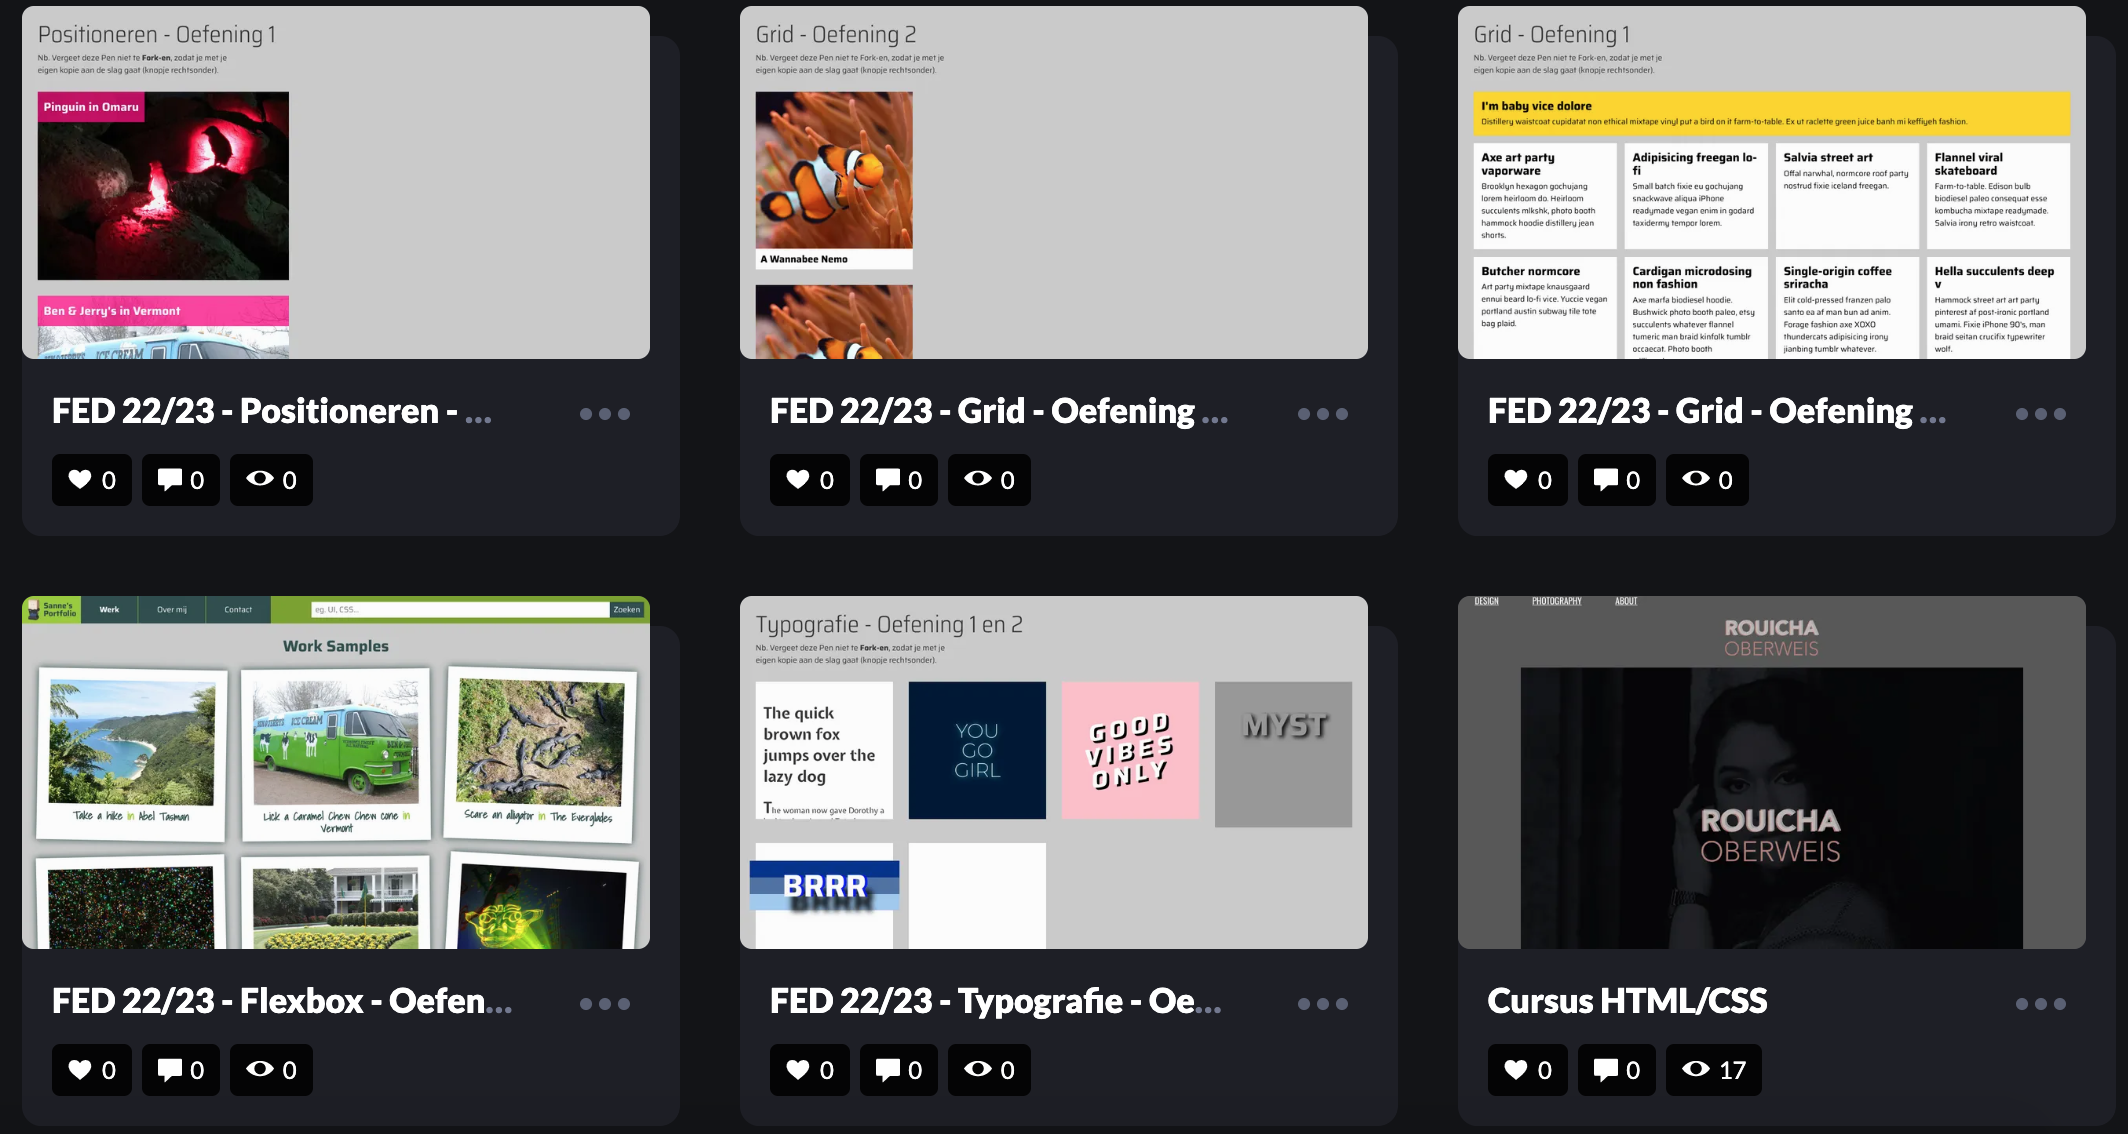 Positioneren - Oefening 1
Nb. Vergeet deze Pen niet te Fork-en, zodat je met je
eigen kopie aan de slag gaat (knopje rechtsonder).
Pinguin in Omaru
Ben & Jerry's in Vermont
ICE CREAM
FED 22/23 - Positioneren - ...
0
0
0
Grid - Oefening 2
Nb. Vergeet deze Pen niet te Fork-en, zodat je met je
eigen kopie aan de slag gaat (knopje rechtsonder).
A Wannabee Nemo
FED 22/23 - Grid - Oefening ...
0
0
0
Grid - Oefening 1
Nb. Vergeet deze Pen niet te Fork-en, zodat je met je
eigen kopie aan de slag gaat (knopje rechtsonder).
I'm baby vice dolore
Distillery waistcoat cupidatat non ethical mixtape vinyl put a bird on it farm-to-table. Ex ut raclette green juice banh mi keffiyeh fashion.
Axe art party
vaporware
Brooklyn hexagon gochujang
lorem heirloom do. Heirloom
succulents mlkshk, photo booth
hammock hoodie distillery jean
shorts.
Adipisicing freegan lo-
fi
Small batch fixie eu gochujang
snackwave aliqua iPhone
readymade vegan enim in godard
taxidermy tempor lorem.
Salvia street art
Offal narwhal, normcore roof party
nostrud fixie iceland freegan.
Flannel viral
skateboard
Farm-to-table. Edison bulb
biodiesel paleo consequat esse
kombucha mixtape readymade.
Salvia irony retro waistcoat.
Butcher normcore
Art party mixtape knausgaard
ennui beard lo-fi vice. Yuccie vegan
portland austin subway tile tote
bag plaid.
Cardigan microdosing
non fashion
Axe marfa biodiesel hoodie.
Bushwick photo booth paleo, etsy
succulents whatever flannel
tumeric man braid kinfolk tumblr
occaecat. Photo booth
Single-origin coffee
sriracha
Elit cold-pressed franzen palo
santo ea af man bun ad anim.
Forage fashion axe XOXO
thundercats adipisicing irony
jianbing tumblr whatever.
Hella succulents deep
v
Hammock street art art party
pinterest af post-ironic portland
umami. Fixie iPhone 90's, man
braid seitan crucifix typewriter
wolf.
FED 22/23 - Grid - Oefening ...
0
0
0
Sanne's
Portfolio
Werk
Over mij
Contact
eg. UI, CSS...
Zoeken
Work Samples
ICE CREAM
Take a hike in Abel Tasman
Lick a Caramel Chew Chew cone in
Vermont
Scare an alligator in The Everglades
FED 22/23 - Flexbox - Oefen...
0
0
0
Typografie - Oefening 1 en 2
Nb. Vergeet deze Pen niet te Fork-en, zodat je met je
eigen kopie aan de slag gaat (knopje rechtsonder).
The quick
brown fox
jumps over the
lazy dog
The woman now gave Dorothy a
YOU
GO
GIRL
GOOD
VIBES
ONLY
MYST
BRRR
FED 22/23 - Typografie - Oe...
0
0
0
DESIGN
PHOTOGRAPHY
ABOUT
ROUICHA
OBERWEIS
ROUICHA
OBERWEIS
Cursus HTML/CSS
0
0
17